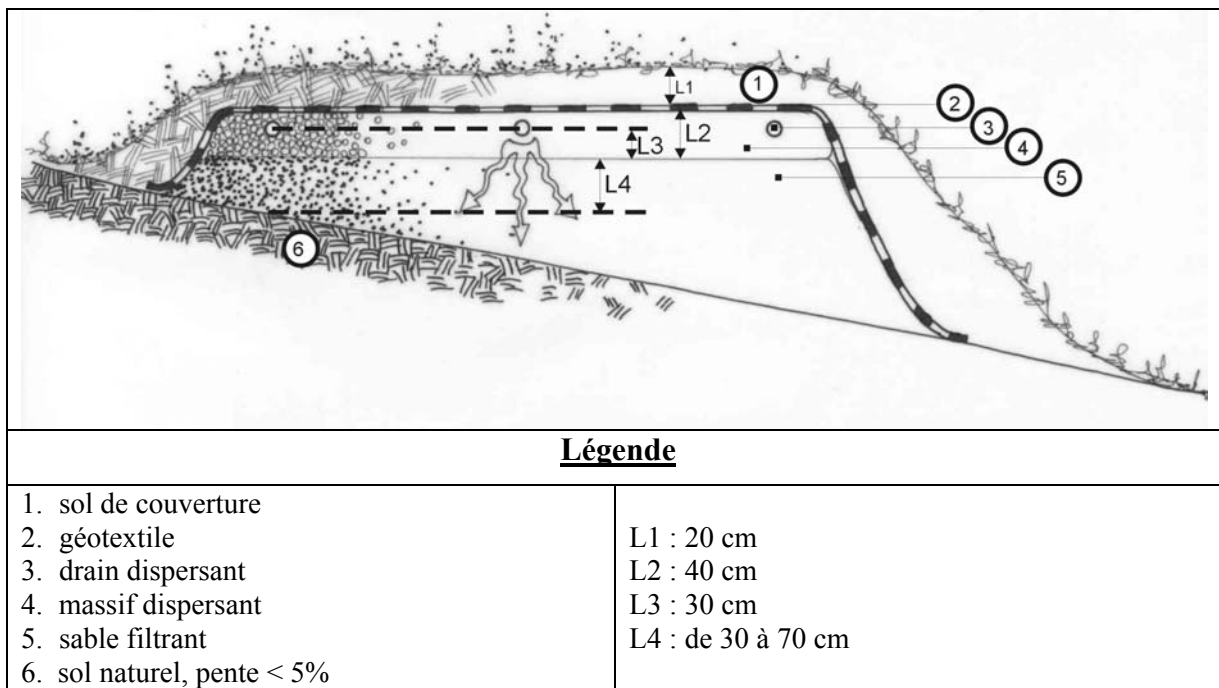 1
L1
2
L2
3
L3
4
L4
5
6
Légende
1. sol de couverture
2. géotextile
3. drain dispersant
4. massif dispersant
5. sable filtrant
6. sol naturel, pente < 5%
L1 : 20 cm
L2 : 40 cm
L3 : 30 cm
L4 : de 30 à 70 cm